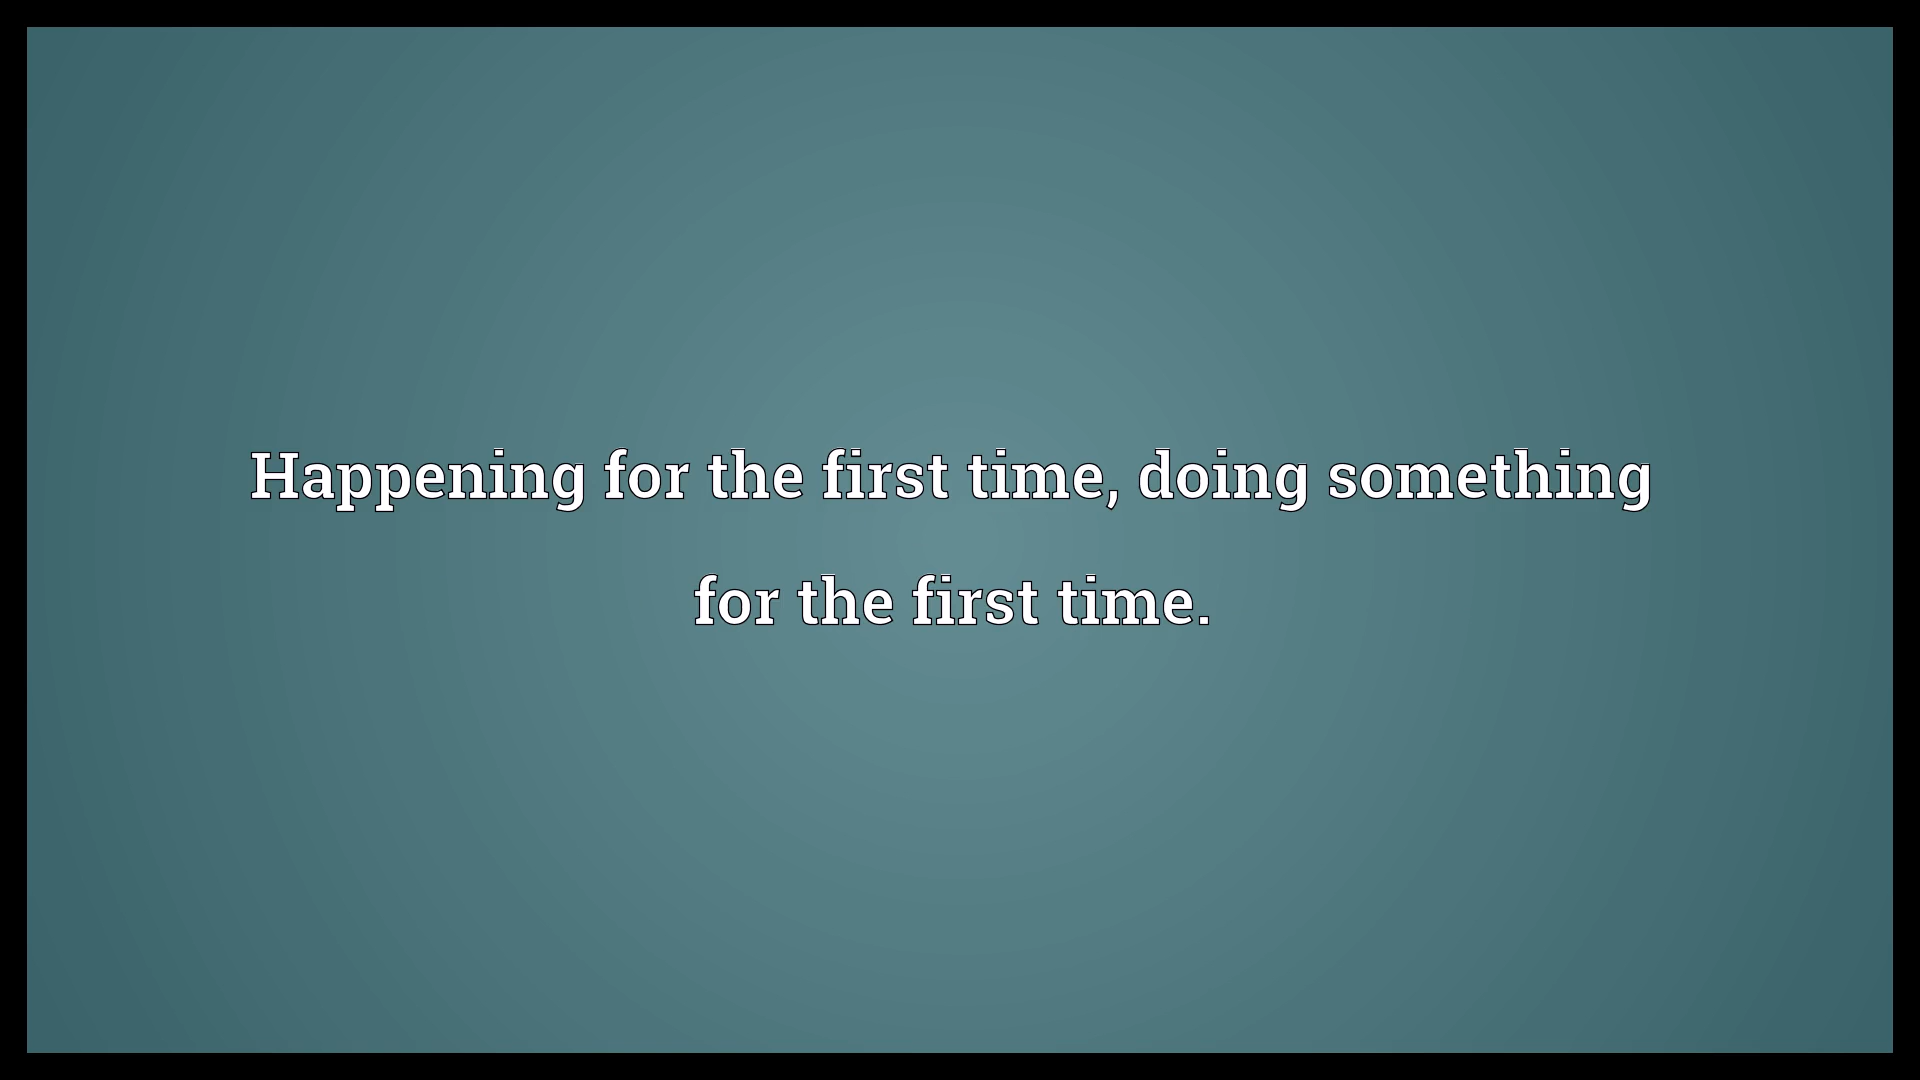 Happening for the first time, doing something
for the first time.